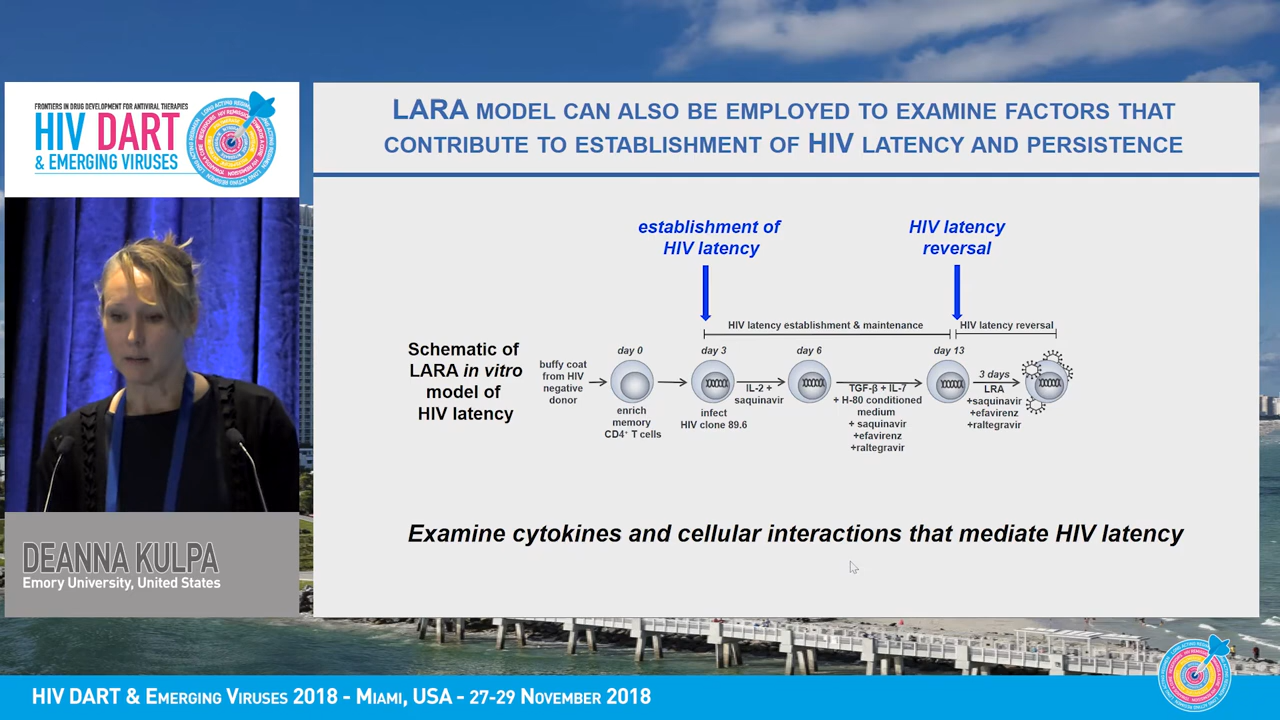 FRONTIERS IN DRUG DEVELOPMENT FOR ANTIVIRAL THERAPIES
HIV DART
& EMERGING VIRUSES
LARA MODEL CAN ALSO BE EMPLOYED TO EXAMINE FACTORS THAT
CONTRIBUTE TO ESTABLISHMENT OF HIV LATENCY AND PERSISTENCE
establishment of
HIV latency
HIV latency
reversal
HIV latency establishment & maintenance
HIV latency reversal
Schematic of
LARA in vitro
model of
HIV latency
buffy coat
from HIV
negative
donor
day 0
enrich
memory
CD4⁺ T cells
day 3
infect
HIV clone 89.6
IL-2 +
saquinavir
day 6
TGF-β + IL-7
+ H-80 conditioned
medium
+ saquinavir
+efavirenz
+raltegravir
day 13
3 days
LRA
+saquinavir
+efavirenz
+raltegravir
Examine cytokines and cellular interactions that mediate HIV latency
DEANNA KULPA
Emory University, United States
HIV DART & EMERGING VIRUSES 2018 - MIAMI, USA - 27-29 NOVEMBER 2018